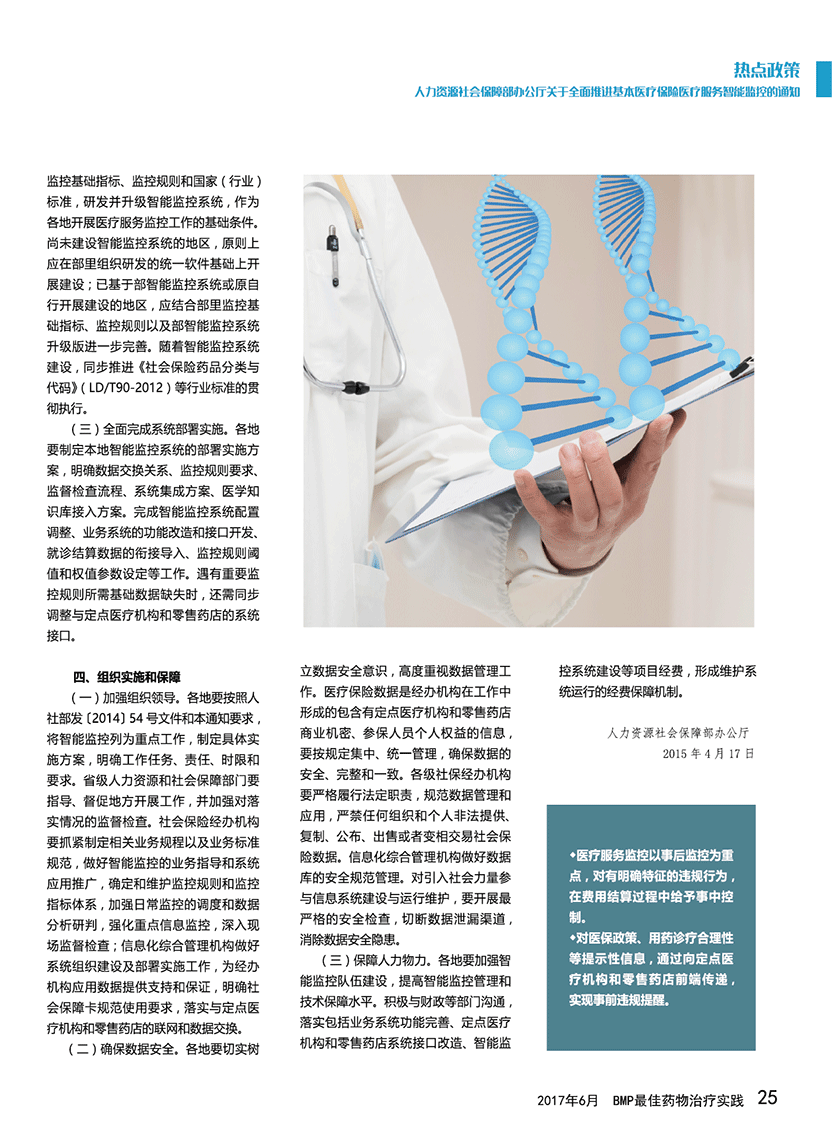 热点政策
人力资源社会保障部办公厅关于全面推进基本医疗保险医疗服务智能监控的通知
监控基础指标、监控规则和国家（行业）
标准，研发并升级智能监控系统，作为
各地开展医疗服务监控工作的基础条件。
尚未建设智能监控系统的地区，原则上
应在部里组织研发的统一软件基础上开
展建设；已基于部智能监控系统或原自
行开展建设的地区，应结合部里监控基
础指标、监控规则以及部智能监控系统
升级版进一步完善。随着智能监控系统
建设，同步推进《社会保险药品分类与
代码》（LD/T90-2012）等行业标准的贯
彻执行。
（三）全面完成系统部署实施。各地
要制定本地智能监控系统的部署实施方
案，明确数据交换关系、监控规则要求、
监督检查流程、系统集成方案、医学知
识库接入方案。完成智能监控系统配置
调整、业务系统的功能改造和接口开发、
就诊结算数据的衔接导入、监控规则阈
值和权值参数设定等工作。遇有重要监
控规则所需基础数据缺失时，还需同步
调整与定点医疗机构和零售药店的系统
接口。
四、组织实施和保障
（一）加强组织领导。各地要按照人
社部发〔2014〕54号文件和本通知要求，
将智能监控列为重点工作，制定具体实
施方案，明确工作任务、责任、时限和
要求。省级人力资源和社会保障部门要
指导、督促地方开展工作，并加强对落
实情况的监督检查。社会保险经办机构
要抓紧制定相关业务规程以及业务标准
规范，做好智能监控的业务指导和系统
应用推广，确定和维护监控规则和监控
指标体系，加强日常监控的调度和数据
分析研判，强化重点信息监控，深入现
场监督检查；信息化综合管理机构做好
系统组织建设及部署实施工作，为经办
机构应用数据提供支持和保证，明确社
会保障卡规范使用要求，落实与定点医
疗机构和零售药店的联网和数据交换。
（二）确保数据安全。各地要切实树
立数据安全意识，高度重视数据管理工
作。医疗保险数据是经办机构在工作中
形成的包含有定点医疗机构和零售药店
商业机密、参保人员个人权益的信息，
要按规定集中、统一管理，确保数据的
安全、完整和一致。各级社保经办机构
要严格履行法定职责，规范数据管理和
应用，严禁任何组织和个人非法提供、
复制、公布、出售或者变相交易社会保
险数据。信息化综合管理机构做好数据
库的安全规范管理。对引入社会力量参
与信息系统建设与运行维护，要开展最
严格的安全检查，切断数据泄漏渠道，
消除数据安全隐患。
（三）保障人力物力。各地要加强智
能监控队伍建设，提高智能监控管理和
技术保障水平。积极与财政等部门沟通，
落实包括业务系统功能完善、定点医疗
机构和零售药店系统接口改造、智能监
控系统建设等项目经费，形成维护系
统运行的经费保障机制。
人力资源社会保障部办公厅
2015年4月17日
◆医疗服务监控以事后监控为重
点，对有明确特征的违规行为，
在费用结算过程中给予事中控
制。
◆对医保政策、用药诊疗合理性
等提示性信息，通过向定点医
疗机构和零售药店前端传递，
实现事前违规提醒。
2017年6月 BMP最佳药物治疗实践 25